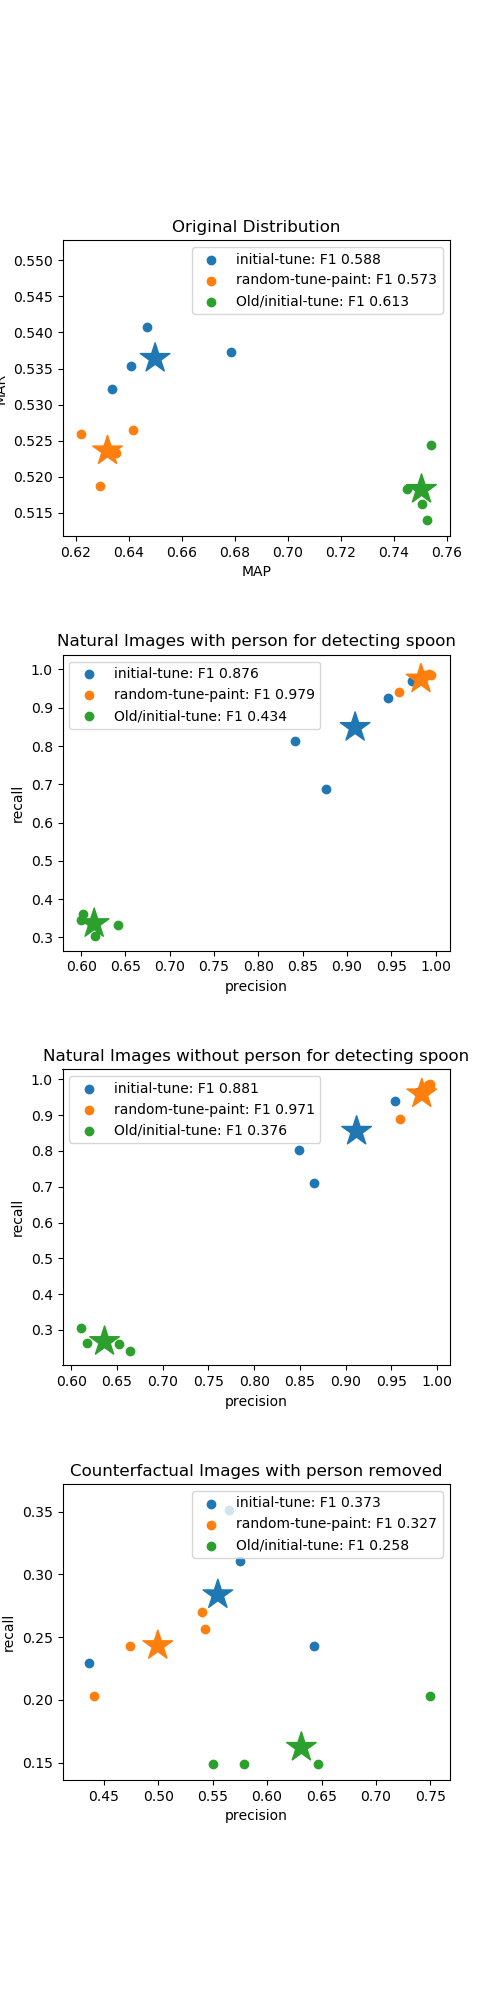 Original Distribution
initial-tune: F1 0.588
random-tune-paint: F1 0.573
Old/initial-tune: F1 0.613
0.550
0.545
0.540
0.535
0.530
0.525
0.520
0.515
MAR
0.62 0.64 0.66 0.68 0.70 0.72 0.74 0.76
MAP
Natural Images with person for detecting spoon
initial-tune: F1 0.876
random-tune-paint: F1 0.979
Old/initial-tune: F1 0.434
1.0
0.9
0.8
0.7
0.6
0.5
0.4
0.3
recall
0.60 0.65 0.70 0.75 0.80 0.85 0.90 0.95 1.00
precision
Natural Images without person for detecting spoon
initial-tune: F1 0.881
random-tune-paint: F1 0.971
Old/initial-tune: F1 0.376
1.0
0.9
0.8
0.7
0.6
0.5
0.4
0.3
recall
0.60 0.65 0.70 0.75 0.80 0.85 0.90 0.95 1.00
precision
Counterfactual Images with person removed
initial-tune: F1 0.373
random-tune-paint: F1 0.327
Old/initial-tune: F1 0.258
0.35
0.30
0.25
0.20
0.15
recall
0.45 0.50 0.55 0.60 0.65 0.70 0.75
precision